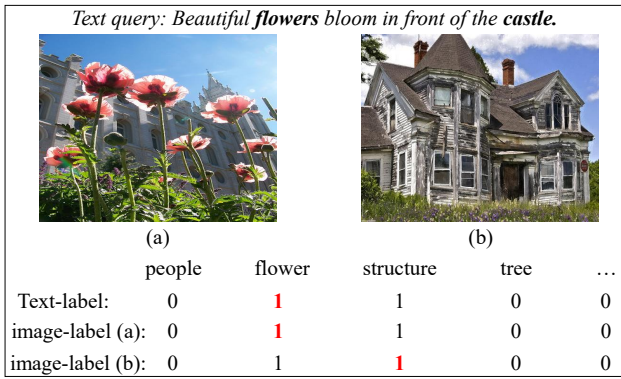 Text query: Beautiful flowers bloom in front of the castle.
(a) (b)
people flower structure tree …
Text-label: 0 1 1 0 0
image-label (a): 0 1 1 0 0
image-label (b): 0 1 1 0 0